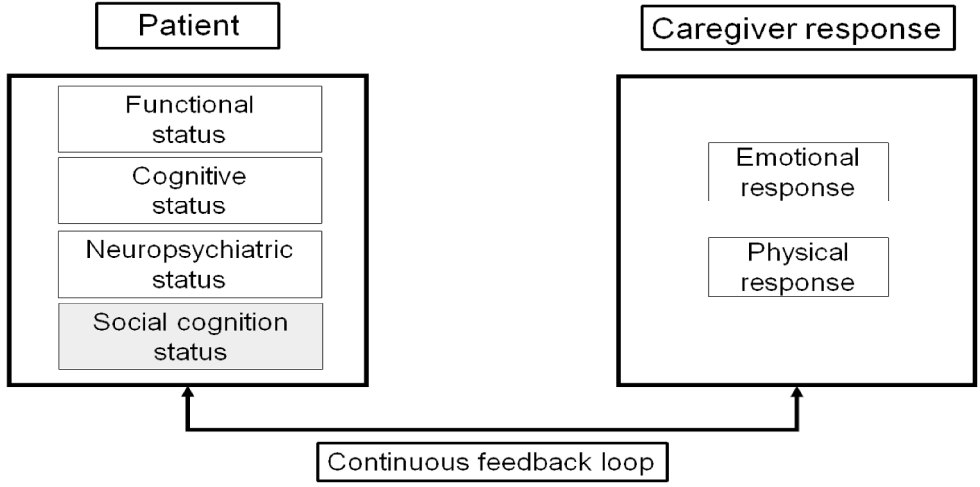 Patient
Caregiver response
Functional
status
Cognitive
status
Neuropsychiatric
status
Social cognition
status
Emotional
response
Physical
response
Continuous feedback loop